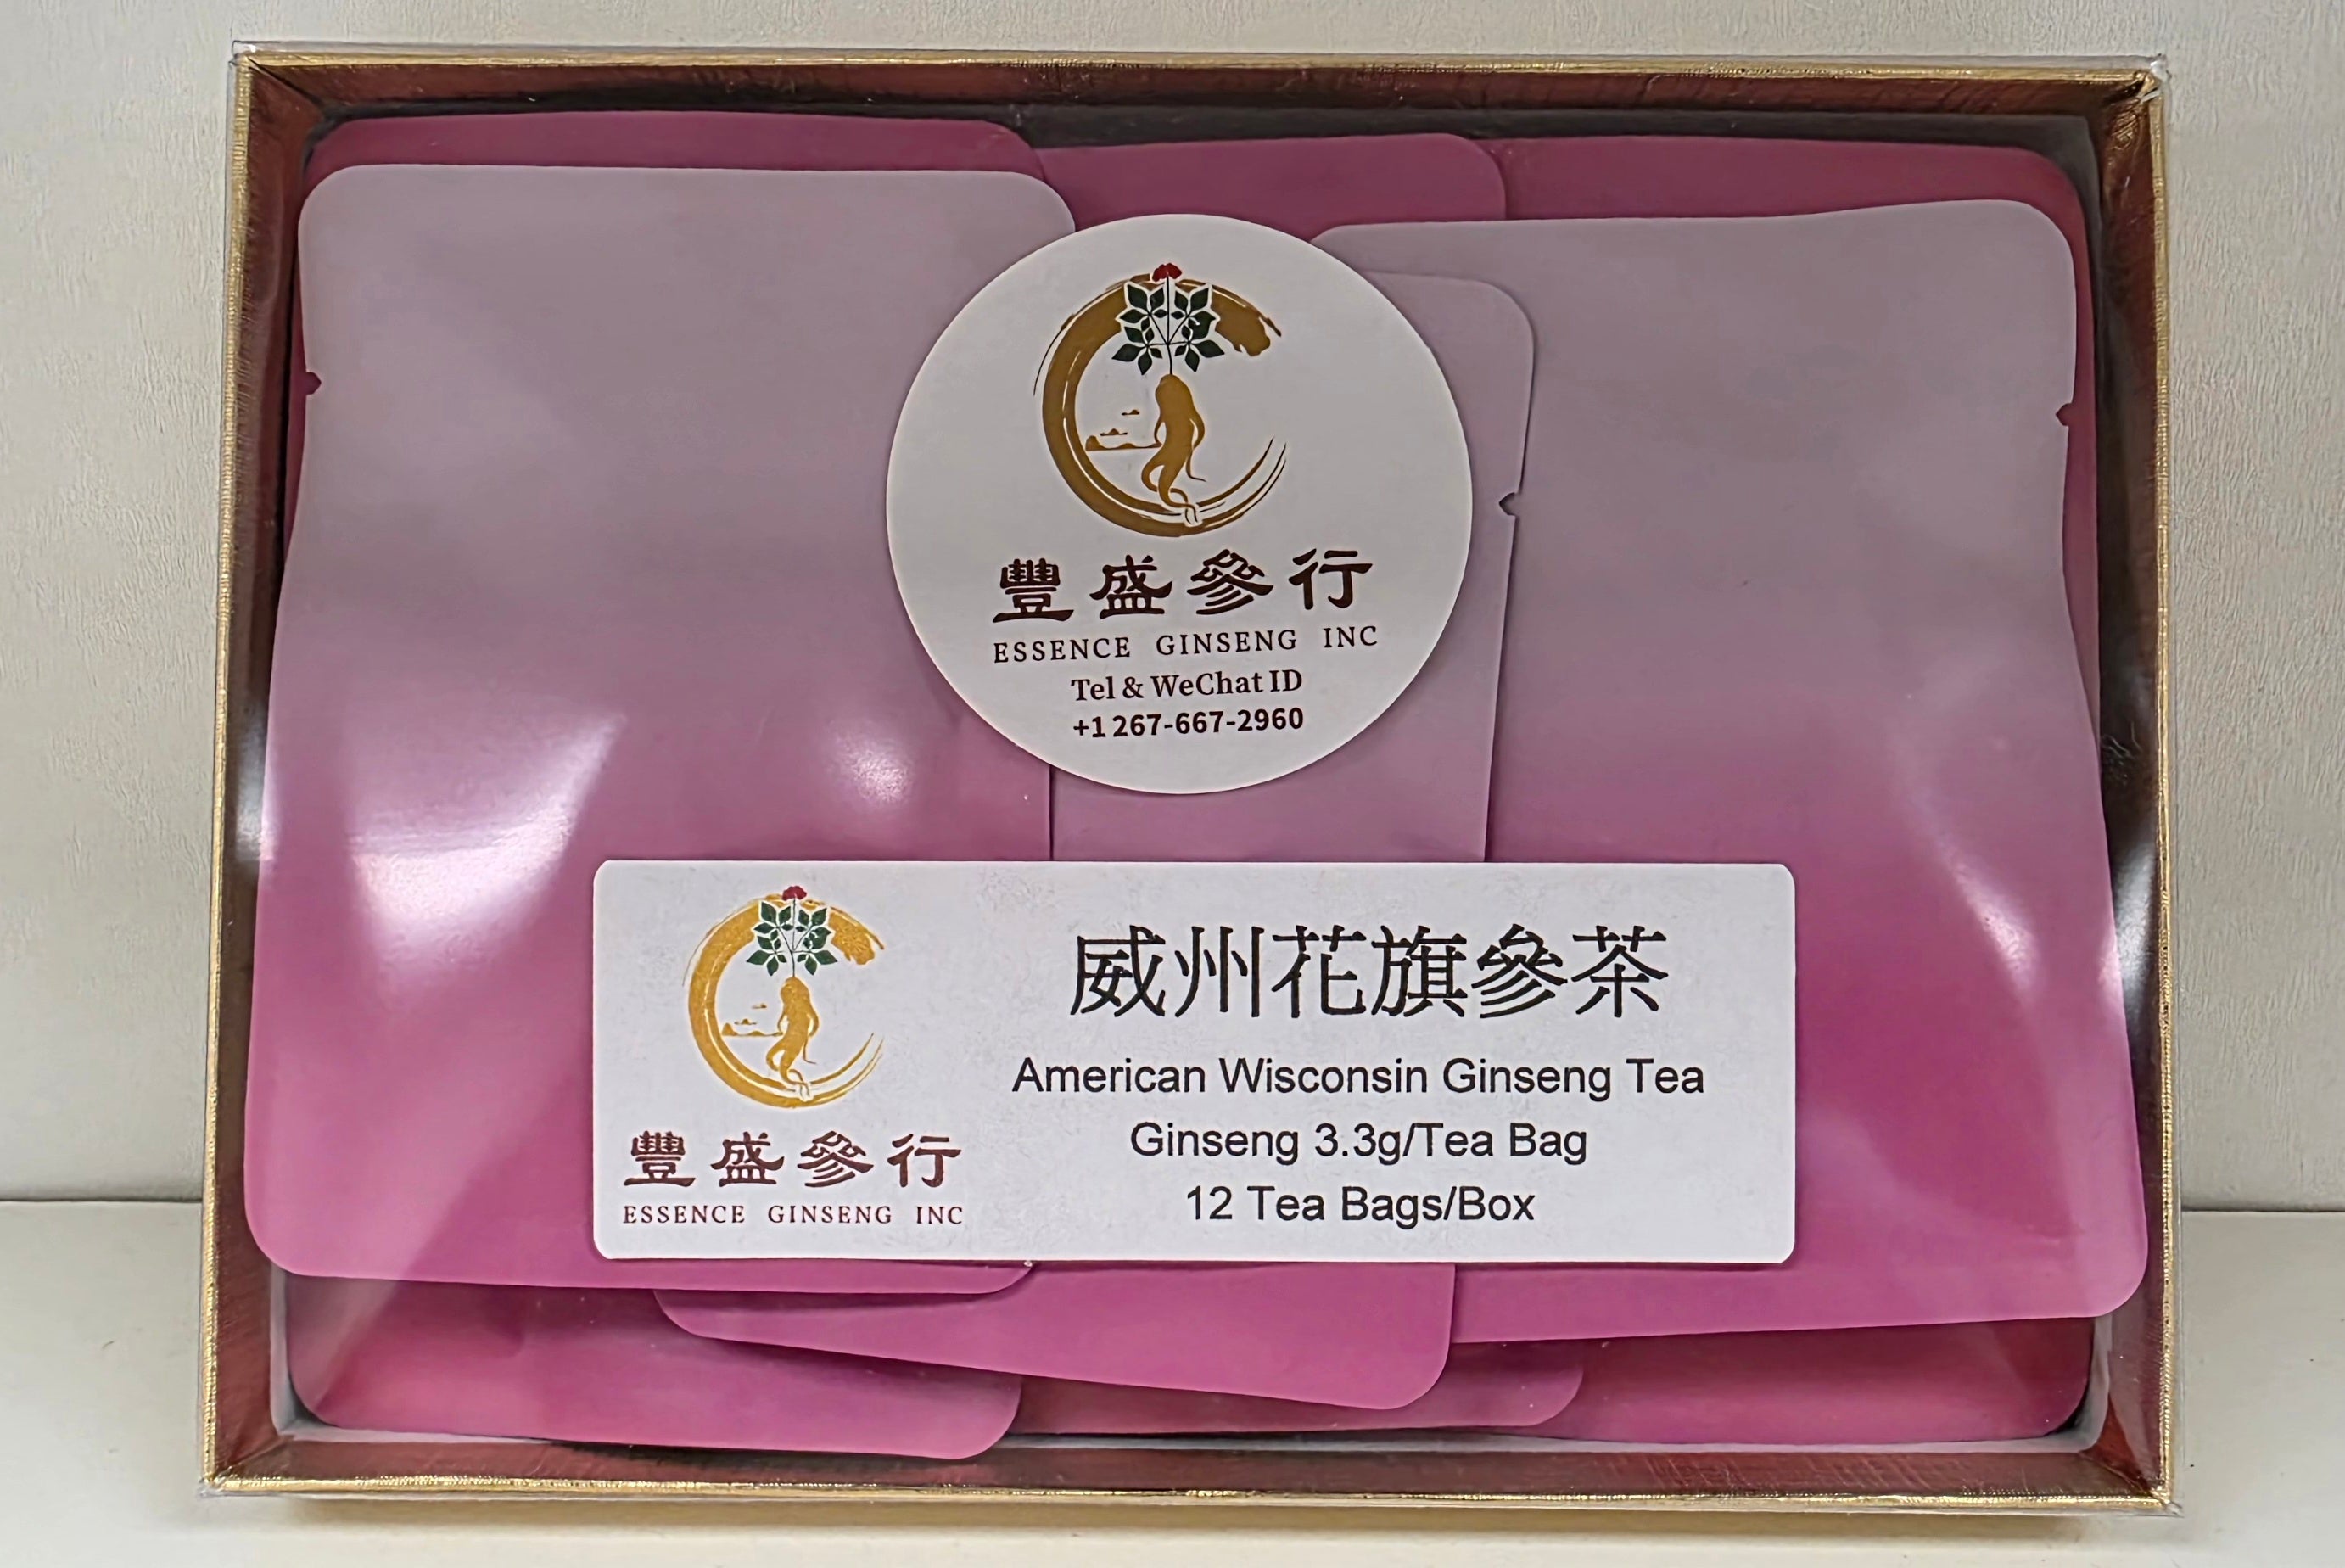 豐盛參行
ESSENCE GINSENG INC
Tel & WeChat ID
+1 267-667-2960
豐盛參行
ESSENCE GINSENG INC
威州花旗參茶
American Wisconsin Ginseng Tea
Ginseng 3.3g/Tea Bag
12 Tea Bags/Box